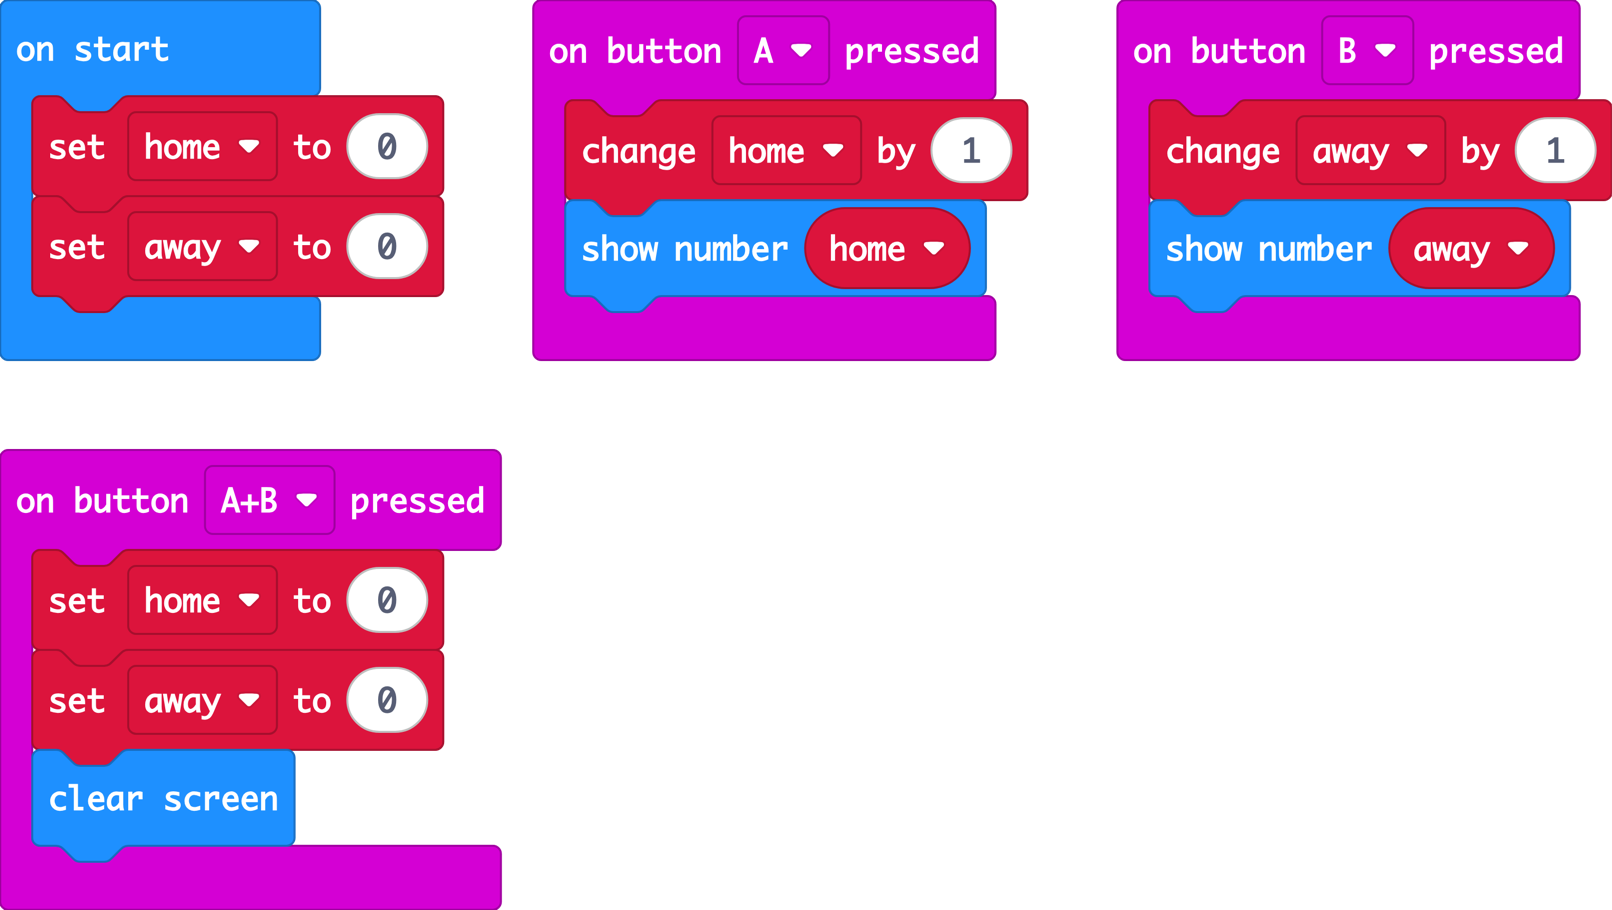 on start
set home to 0
set away to 0
on button A pressed
change home by 1
show number home
on button B pressed
change away by 1
show number away
on button A+B pressed
set home to 0
set away to 0
clear screen